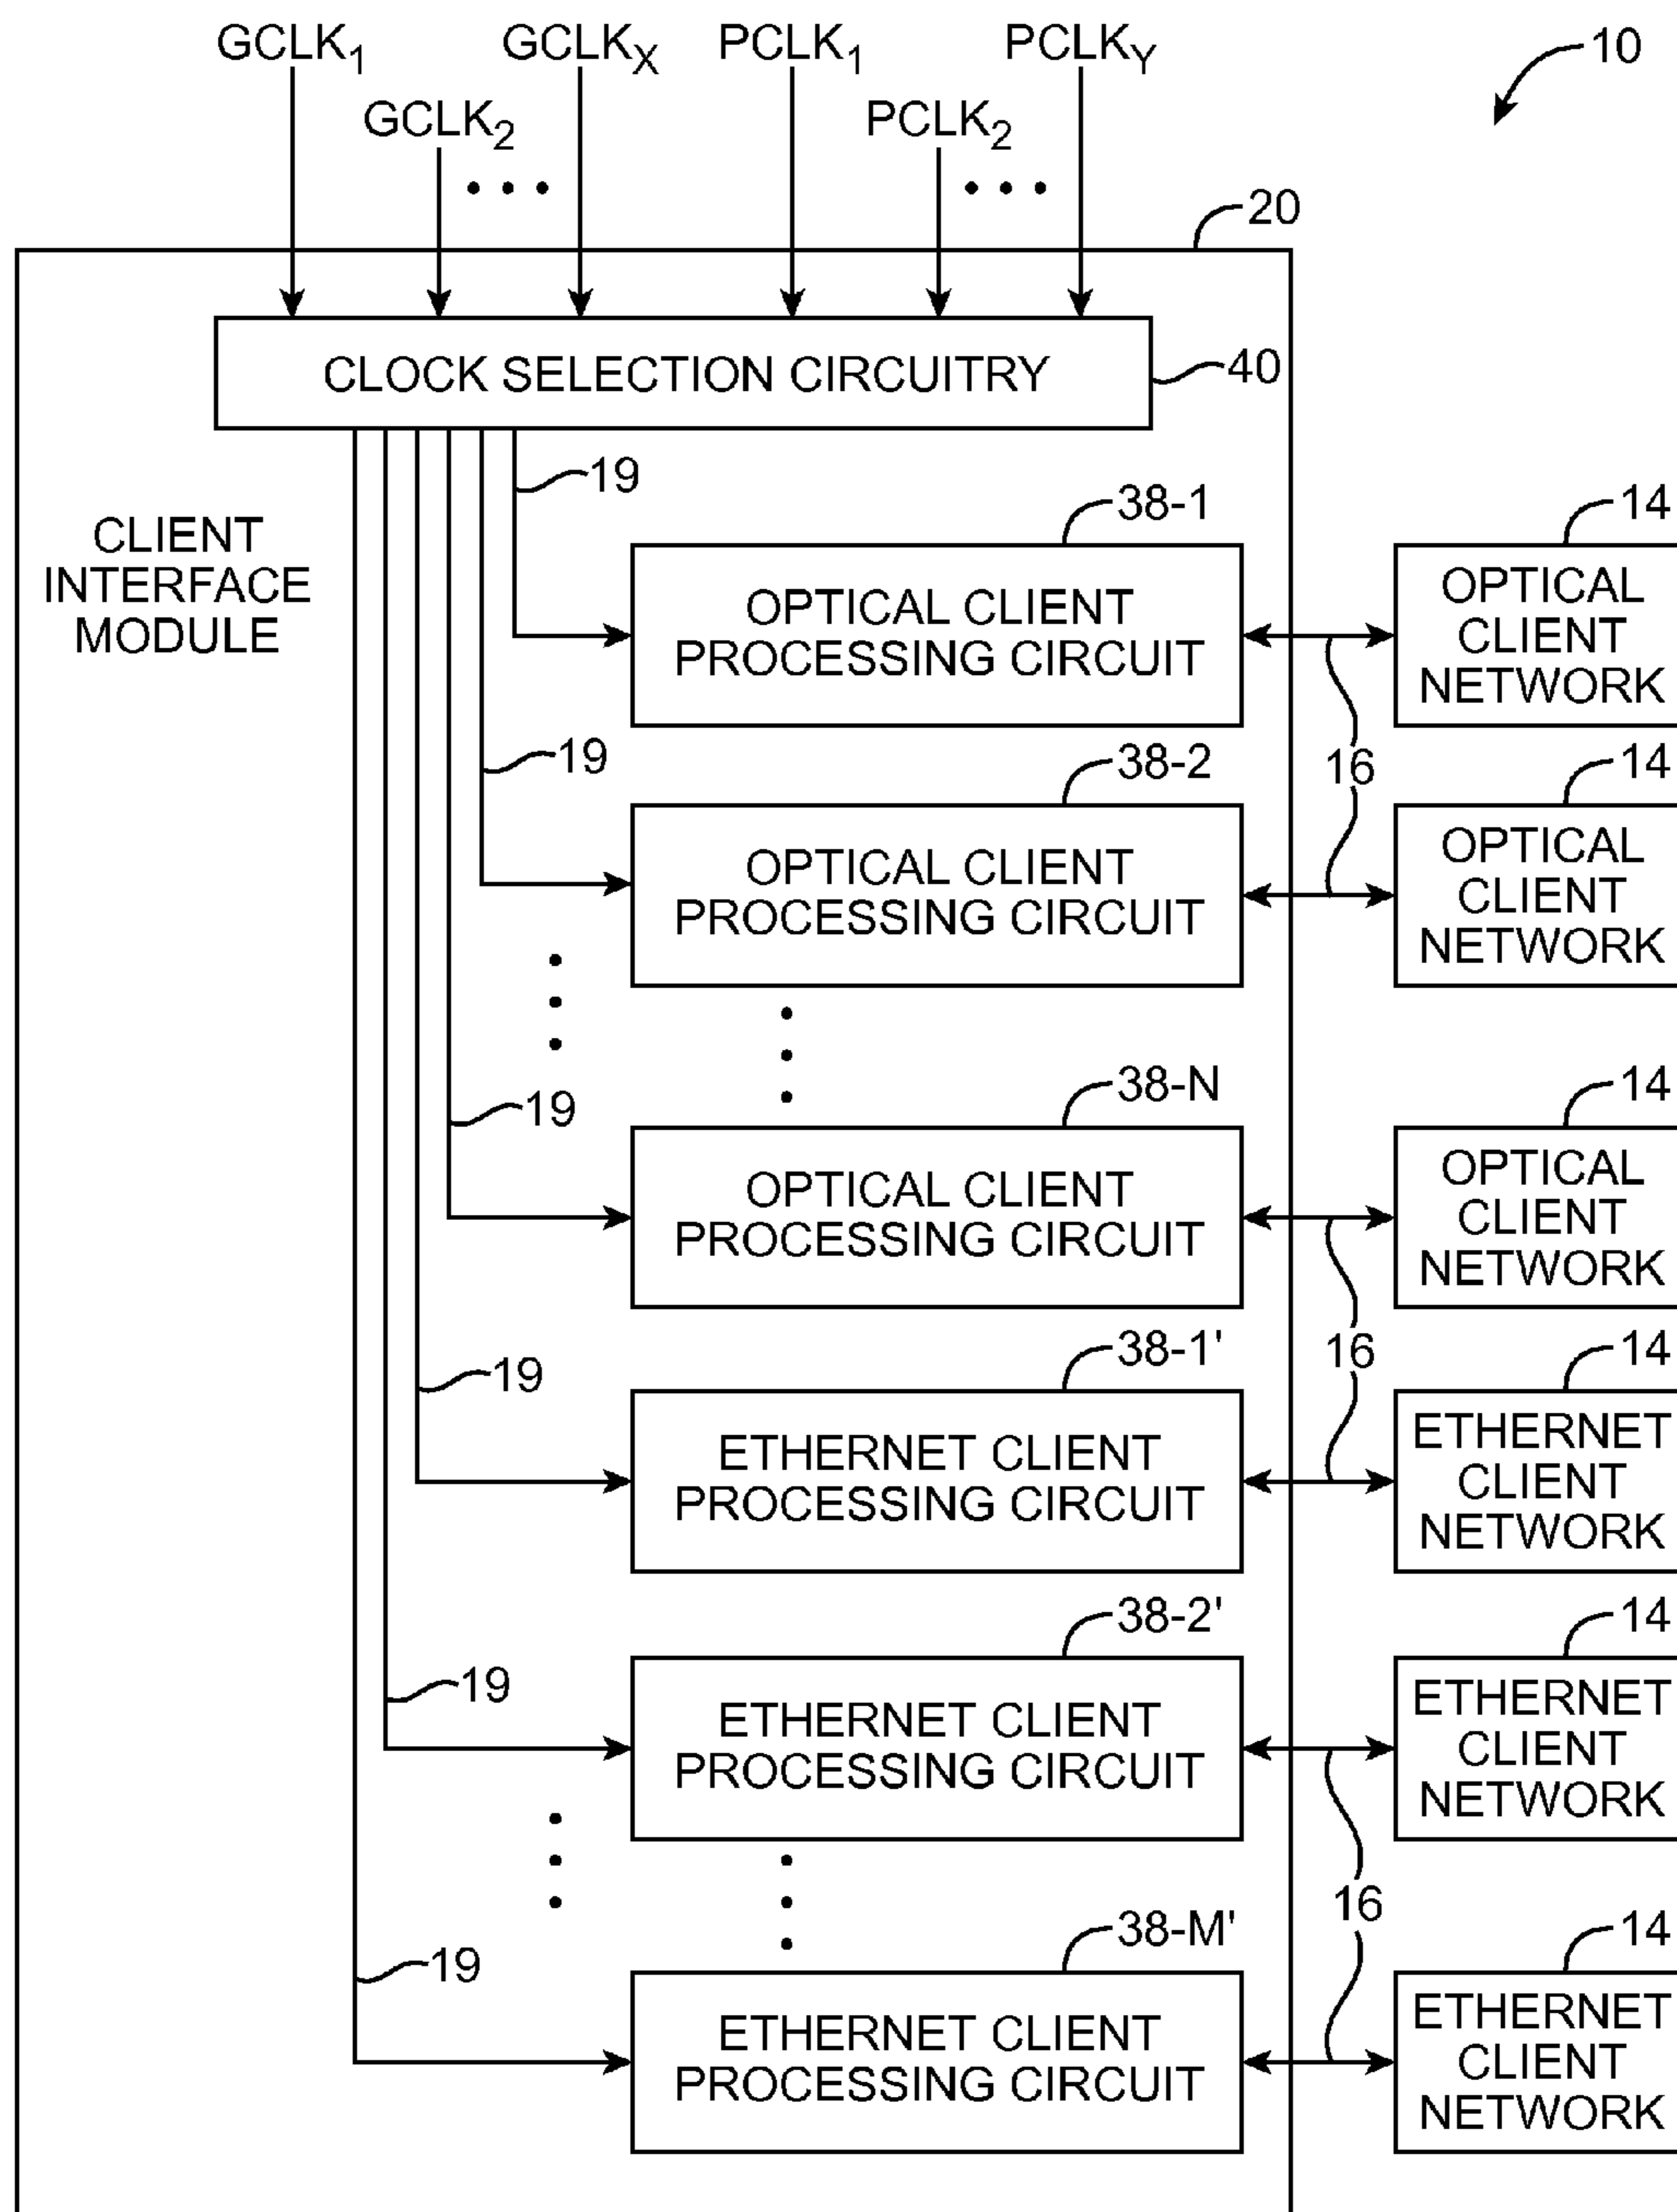 GCLK₁ GCLKₓ PCLK₁ PCLKY 10
GCLK₂ PCLK₂
20
CLOCK SELECTION CIRCUITRY 40
19
CLIENT
INTERFACE
MODULE
38-1 14
OPTICAL CLIENT
PROCESSING CIRCUIT
OPTICAL
CLIENT
NETWORK
16
19
38-2 14
OPTICAL CLIENT
PROCESSING CIRCUIT
OPTICAL
CLIENT
NETWORK
19
38-N 14
OPTICAL CLIENT
PROCESSING CIRCUIT
OPTICAL
CLIENT
NETWORK
16
19
38-1' 14
ETHERNET CLIENT
PROCESSING CIRCUIT
ETHERNET
CLIENT
NETWORK
19
38-2' 14
ETHERNET CLIENT
PROCESSING CIRCUIT
ETHERNET
CLIENT
NETWORK
16
19
38-M' 14
ETHERNET CLIENT
PROCESSING CIRCUIT
ETHERNET
CLIENT
NETWORK